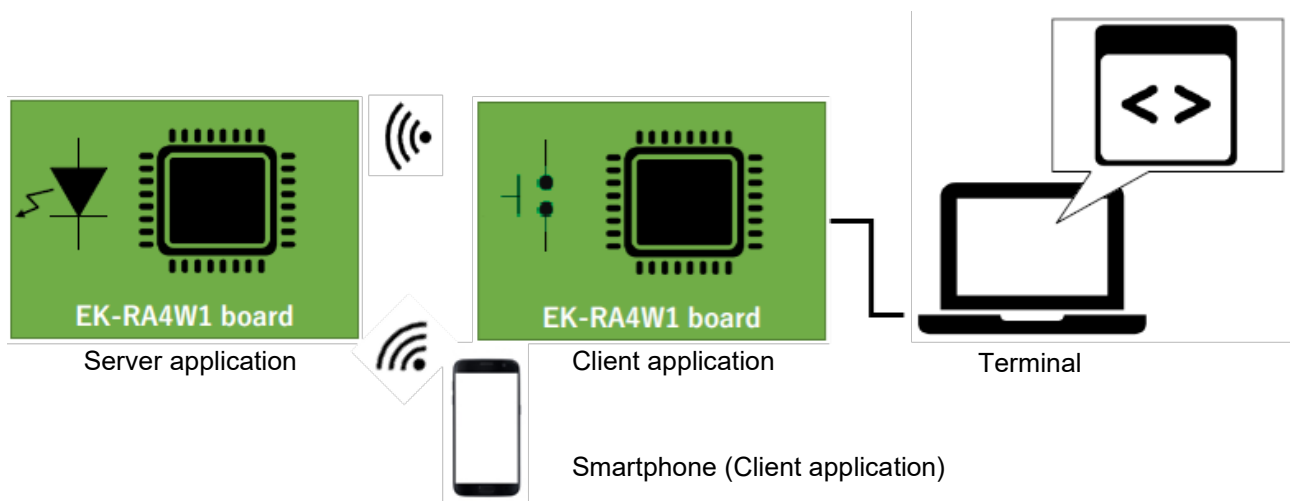 < >
EK-RA4W1 board
EK-RA4W1 board
Server application
Client application
Terminal
Smartphone (Client application)